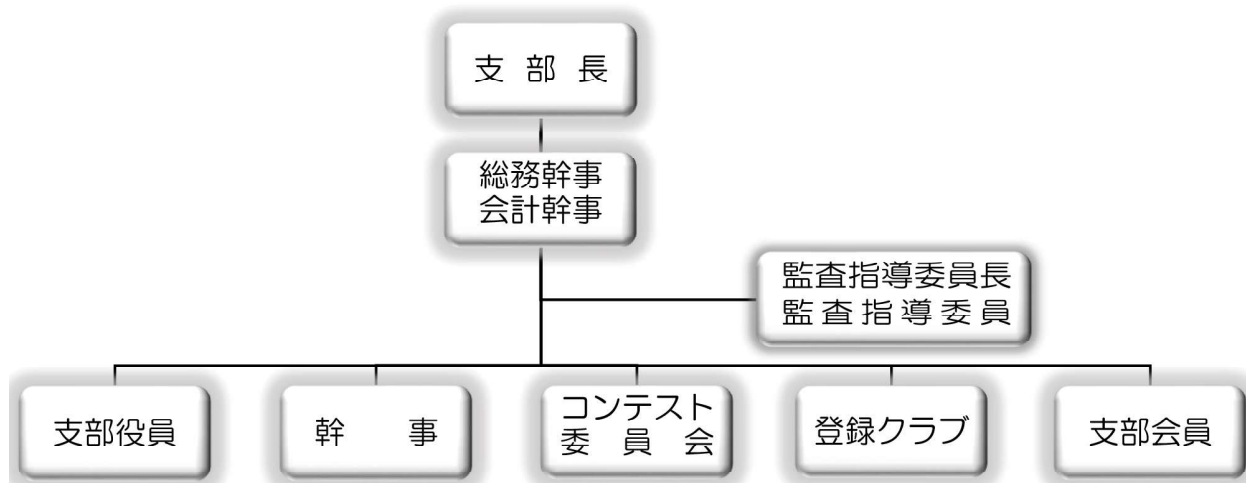 支部長
総務幹事
会計幹事
監査指導委員長
監査指導委員
支部役員
幹事
コンテスト
委員会
登録クラブ
支部会員